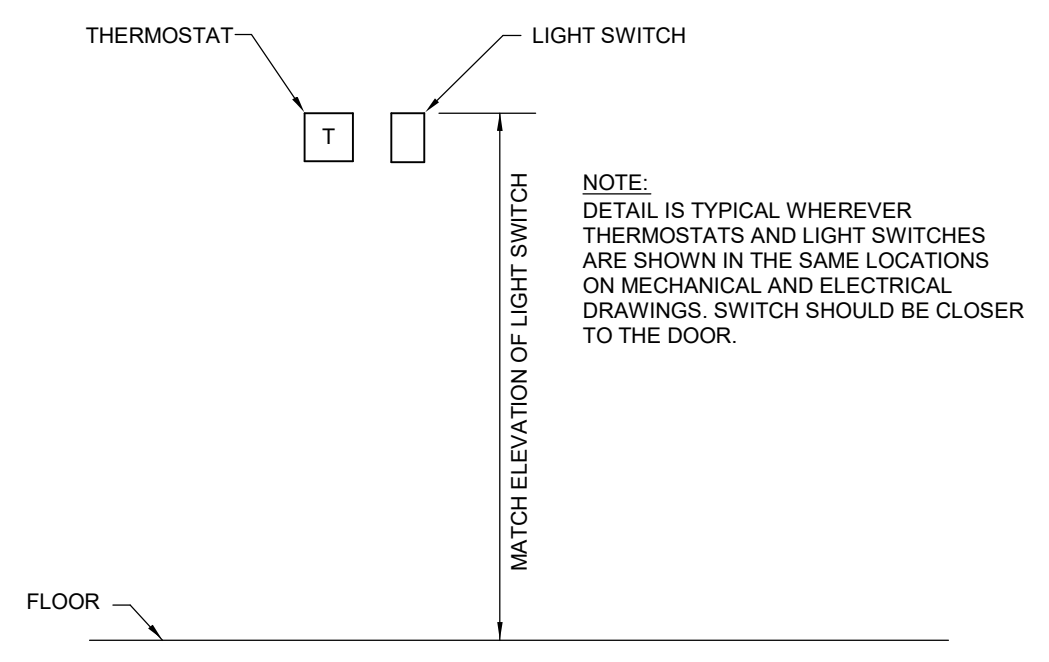 THERMOSTAT
LIGHT SWITCH
T
MATCH ELEVATION OF LIGHT SWITCH
NOTE:
DETAIL IS TYPICAL WHEREVER
THERMOSTATS AND LIGHT SWITCHES
ARE SHOWN IN THE SAME LOCATIONS
ON MECHANICAL AND ELECTRICAL
DRAWINGS. SWITCH SHOULD BE CLOSER
TO THE DOOR.
FLOOR